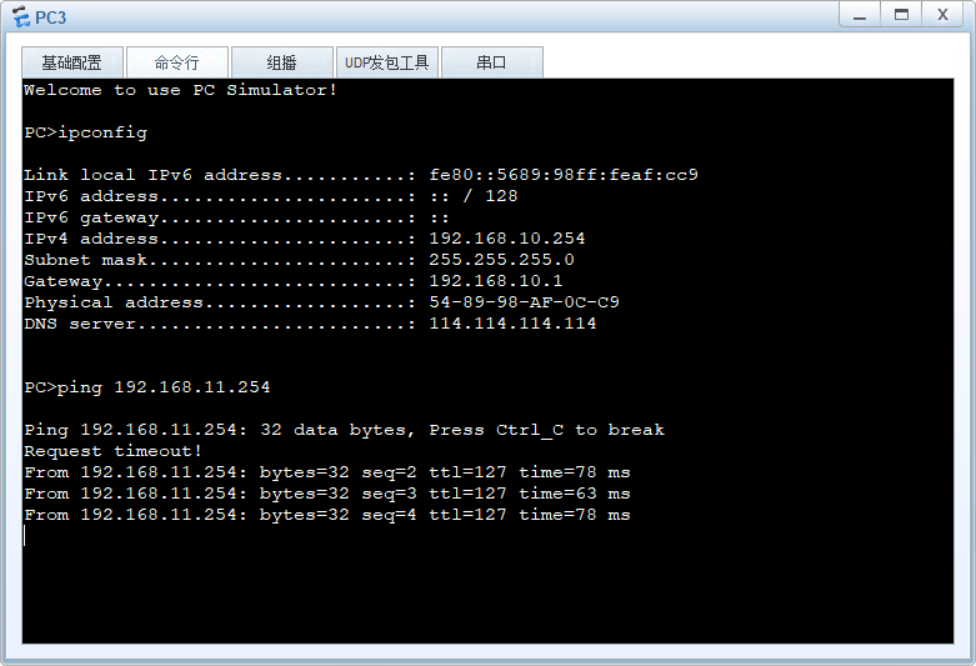 PC3
基础配置 命令行 组播 UDP发包工具 串口
Welcome to use PC Simulator!
PC>ipconfig
Link local IPv6 address...........: fe80::5689:98ff:feaf:cc9
IPv6 address......................: :: / 128
IPv6 gateway......................: ::
IPv4 address......................: 192.168.10.254
Subnet mask.......................: 255.255.255.0
Gateway...........................: 192.168.10.1
Physical address..................: 54-89-98-AF-0C-C9
DNS server........................: 114.114.114.114
PC>ping 192.168.11.254
Ping 192.168.11.254: 32 data bytes, Press Ctrl_C to break
Request timeout!
From 192.168.11.254: bytes=32 seq=2 ttl=127 time=78 ms
From 192.168.11.254: bytes=32 seq=3 ttl=127 time=63 ms
From 192.168.11.254: bytes=32 seq=4 ttl=127 time=78 ms